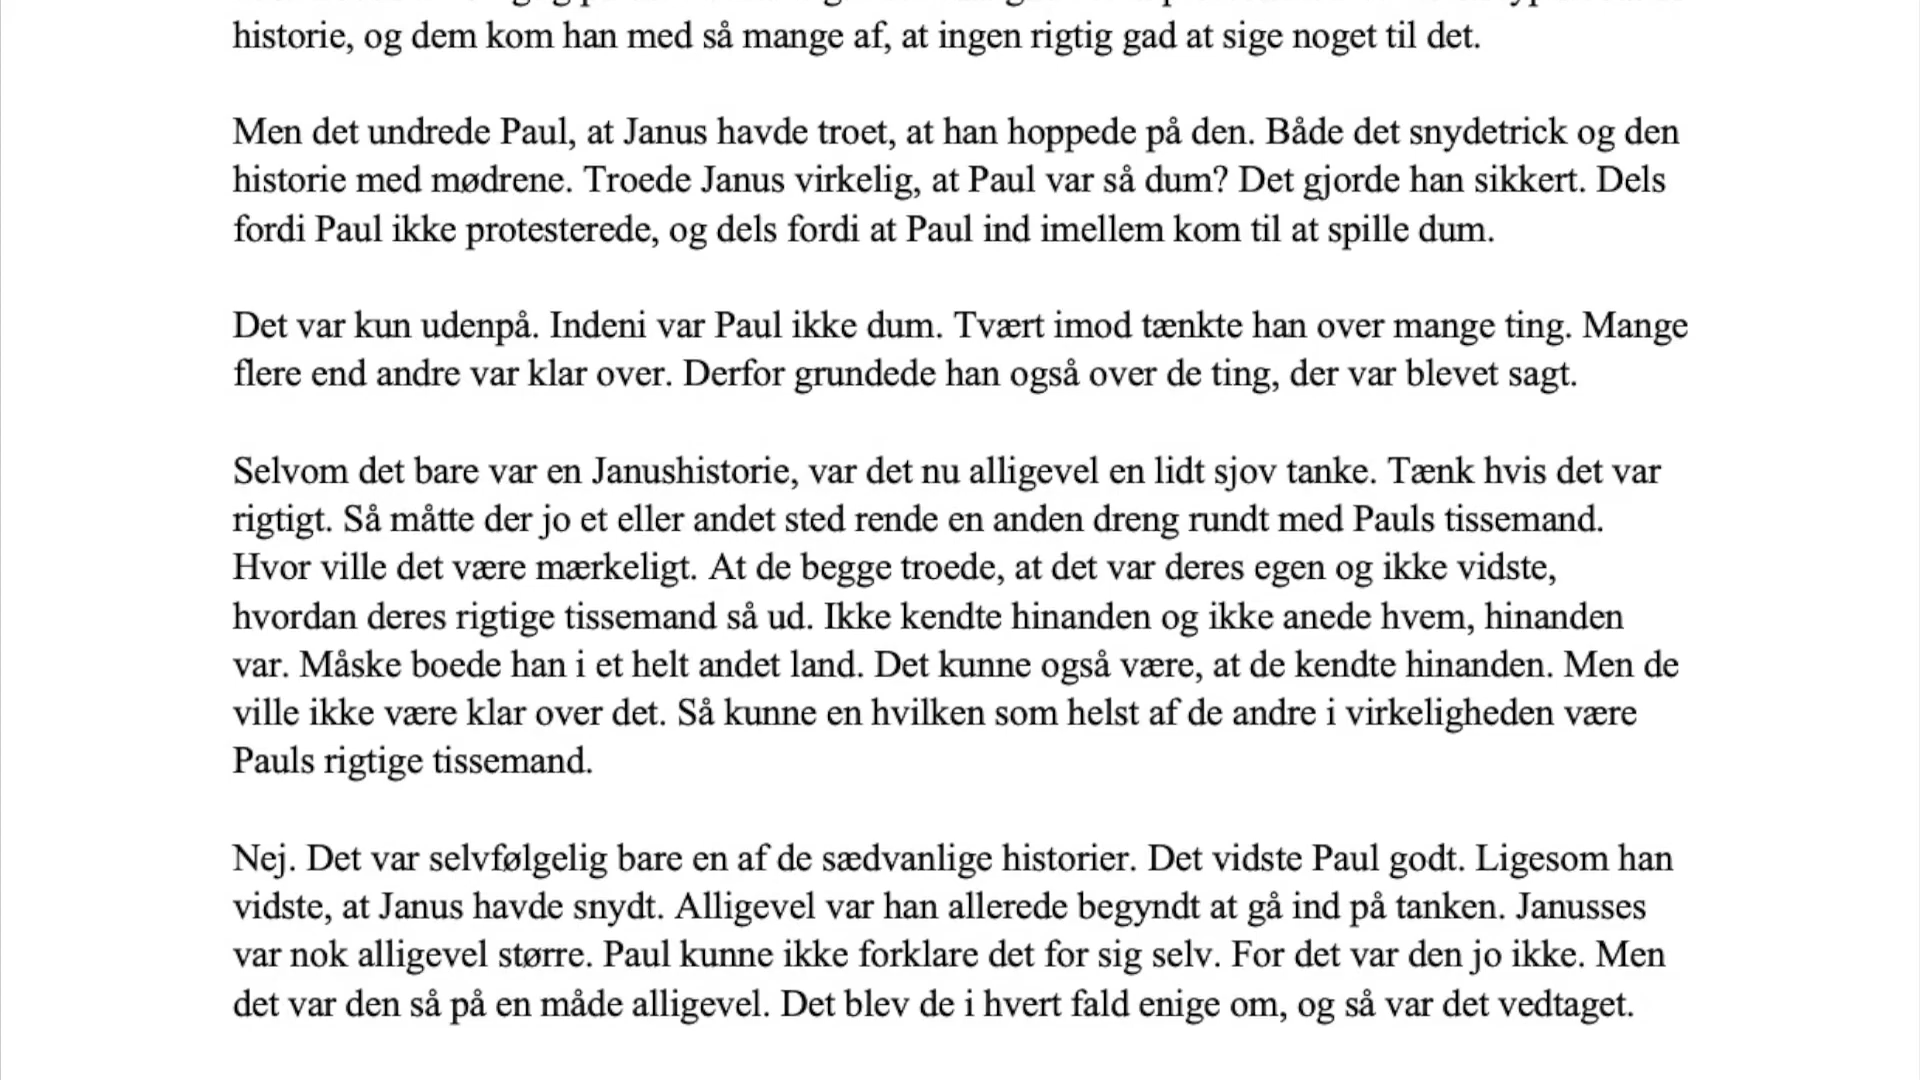 historie, og dem kom han med så mange af, at ingen rigtig gad at sige noget til det.
Men det undrede Paul, at Janus havde troet, at han hoppede på den. Både det snydetrick og den
historie med mødrene. Troede Janus virkelig, at Paul var så dum? Det gjorde han sikkert. Dels
fordi Paul ikke protesterede, og dels fordi at Paul ind imellem kom til at spille dum.
Det var kun udenpå. Indeni var Paul ikke dum. Tvært imod tænkte han over mange ting. Mange
flere end andre var klar over. Derfor grundede han også over de ting, der var blevet sagt.
Selvom det bare var en Janushistorie, var det nu alligevel en lidt sjov tanke. Tænk hvis det var
rigtigt. Så måtte der jo et eller andet sted rende en anden dreng rundt med Pauls tissemand.
Hvor ville det være mærkeligt. At de begge troede, at det var deres egen og ikke vidste,
hvordan deres rigtige tissemand så ud. Ikke kendte hinanden og ikke anede hvem, hinanden
var. Måske boede han i et helt andet land. Det kunne også være, at de kendte hinanden. Men de
ville ikke være klar over det. Så kunne en hvilken som helst af de andre i virkeligheden være
Pauls rigtige tissemand.
Nej. Det var selvfølgelig bare en af de sædvanlige historier. Det vidste Paul godt. Ligesom han
vidste, at Janus havde snydt. Alligevel var han allerede begyndt at gå ind på tanken. Janusses
var nok alligevel større. Paul kunne ikke forklare det for sig selv. For det var den jo ikke. Men
det var den så på en måde alligevel. Det blev de i hvert fald enige om, og så var det vedtaget.